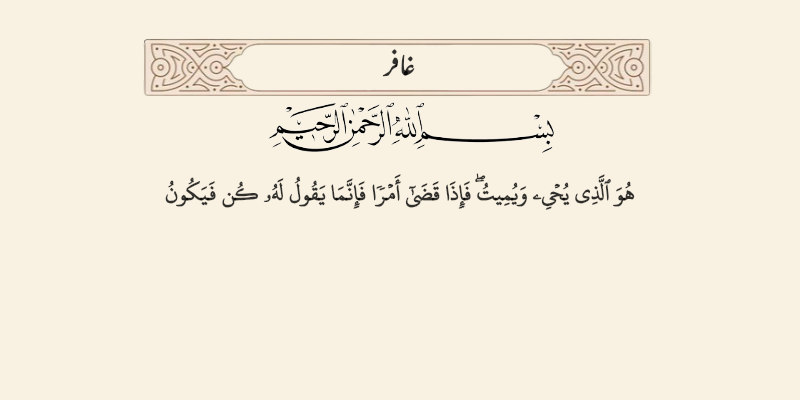 غافر
بِسْمِ ٱللَّهِ ٱلرَّحْمَٰنِ ٱلرَّحِيمِ
هُوَ ٱلَّذِى يُحْىِۦ وَيُمِيتُ ۖ فَإِذَا قَضَىٰٓ أَمْرًا فَإِنَّمَا يَقُولُ لَهُۥ كُن فَيَكُونُ